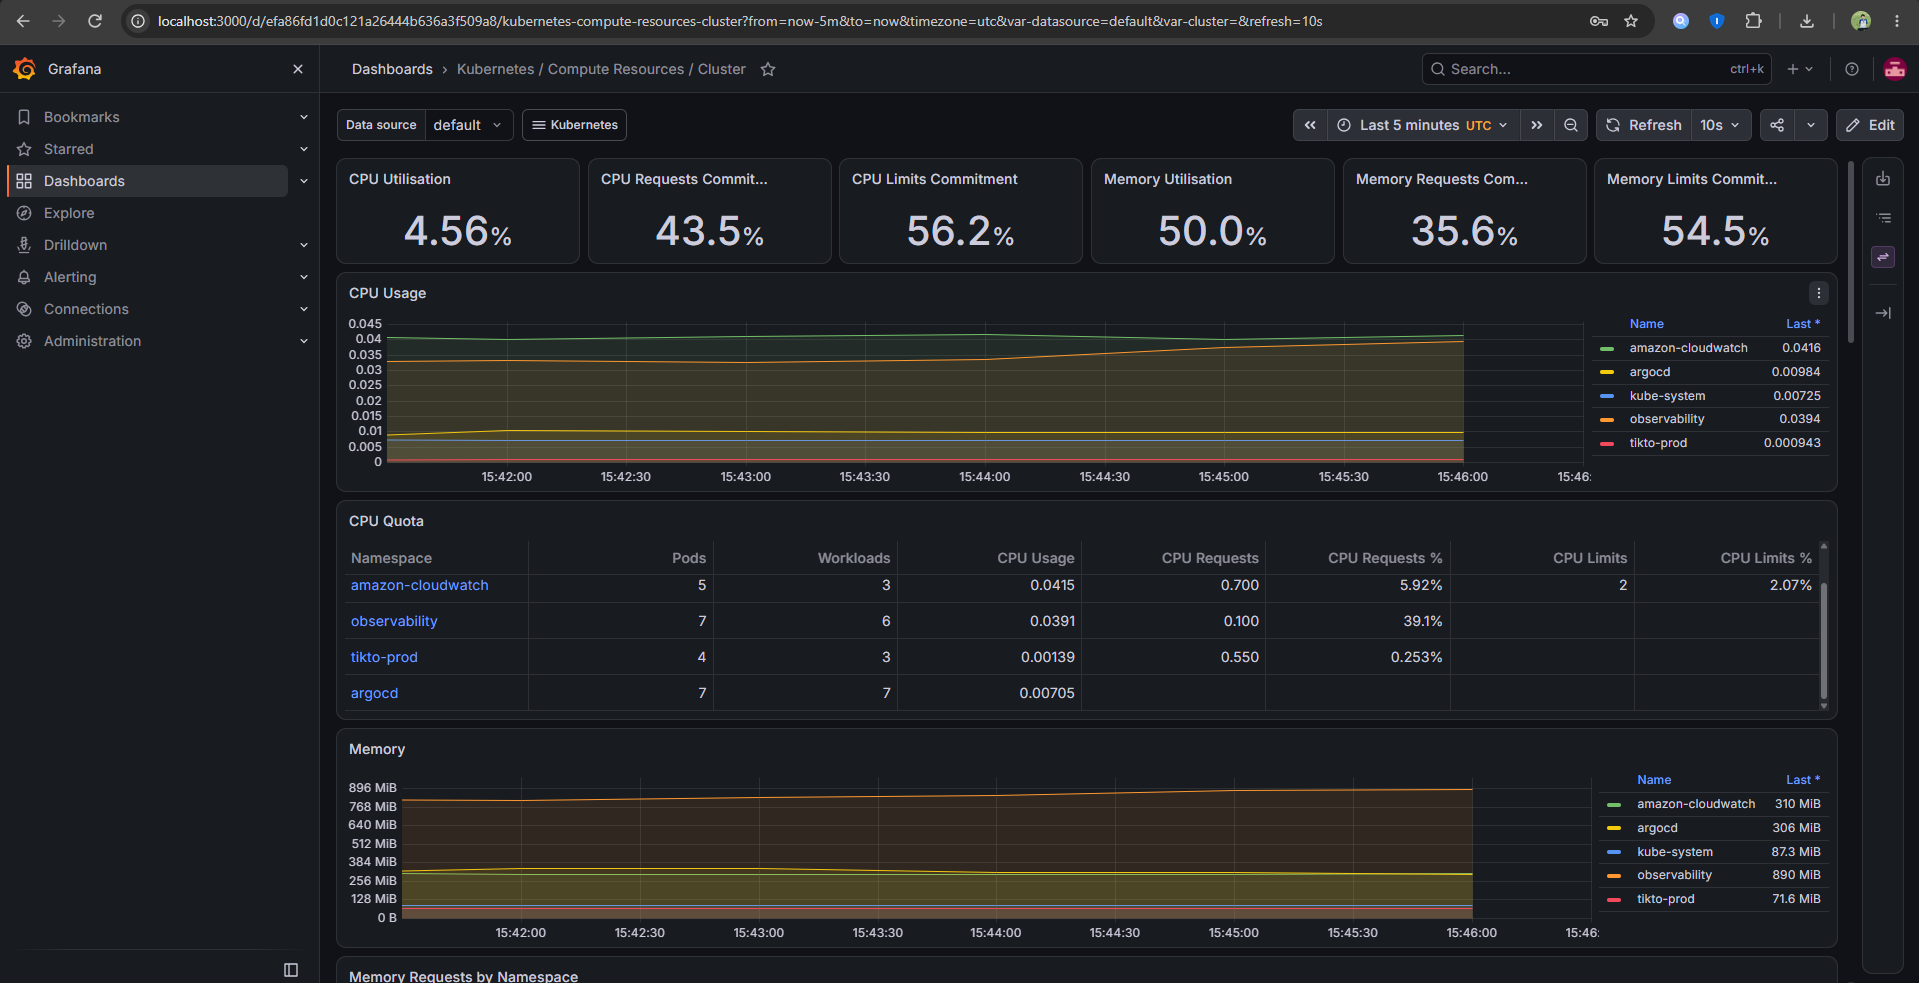 localhost:3000/d/efa86fd1d0c121a26444b636a3f509a8/kubernetes-compute-resources-cluster?from=now-5m&to=now&timezone=utc&var-datasource=default&var-cluster=&refresh=10s
Grafana
Dashboards › Kubernetes / Compute Resources / Cluster
Search... ctrl+k
Bookmarks
Starred
Dashboards
Explore
Drilldown
Alerting
Connections
Administration
Data source default Kubernetes
Last 5 minutes UTC Refresh 10s Edit
CPU Utilisation
4.56%
CPU Requests Commit...
43.5%
CPU Limits Commitment
56.2%
Memory Utilisation
50.0%
Memory Requests Com...
35.6%
Memory Limits Commit...
54.5%
CPU Usage
0.045
0.04
0.035
0.03
0.025
0.02
0.015
0.01
0.005
0
15:42:00 15:42:30 15:43:00 15:43:30 15:44:00 15:44:30 15:45:00 15:45:30 15:46:00 15:46:
Name Last *
amazon-cloudwatch 0.0416
argocd 0.00984
kube-system 0.00725
observability 0.0394
tikto-prod 0.000943
CPU Quota
Namespace Pods Workloads CPU Usage CPU Requests CPU Requests % CPU Limits CPU Limits %
amazon-cloudwatch 5 3 0.0415 0.700 5.92% 2 2.07%
observability 7 6 0.0391 0.100 39.1%
tikto-prod 4 3 0.00139 0.550 0.253%
argocd 7 7 0.00705
Memory
896 MiB
768 MiB
640 MiB
512 MiB
384 MiB
256 MiB
128 MiB
0 B
15:42:00 15:42:30 15:43:00 15:43:30 15:44:00 15:44:30 15:45:00 15:45:30 15:46:00 15:46:
Name Last *
amazon-cloudwatch 310 MiB
argocd 306 MiB
kube-system 87.3 MiB
observability 890 MiB
tikto-prod 71.6 MiB
Memory Requests by Namespace